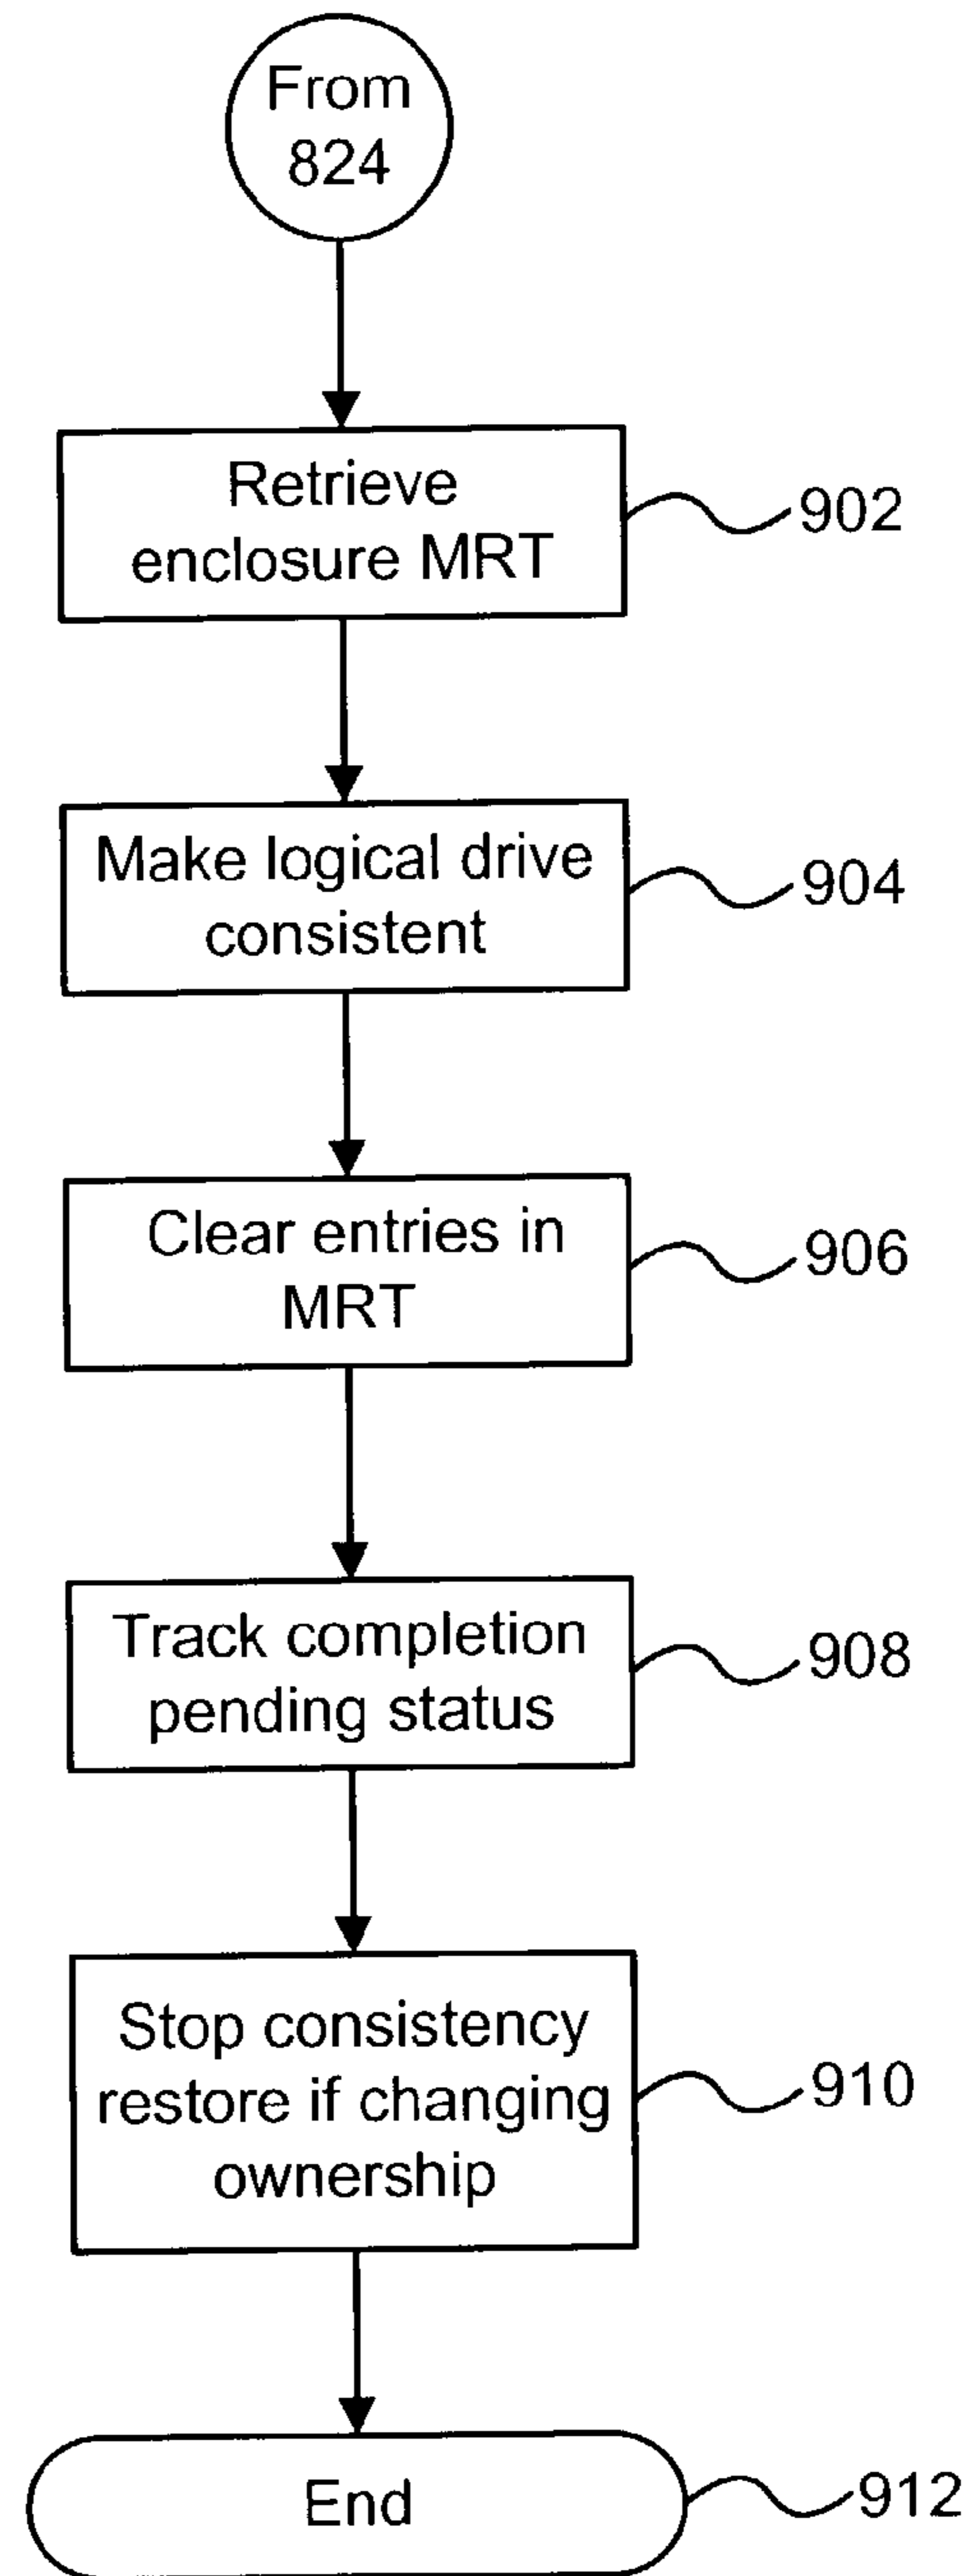 From
824
Retrieve
enclosure MRT
902
Make logical drive
consistent
904
Clear entries in
MRT
906
Track completion
pending status
908
Stop consistency
restore if changing
ownership
910
End
912